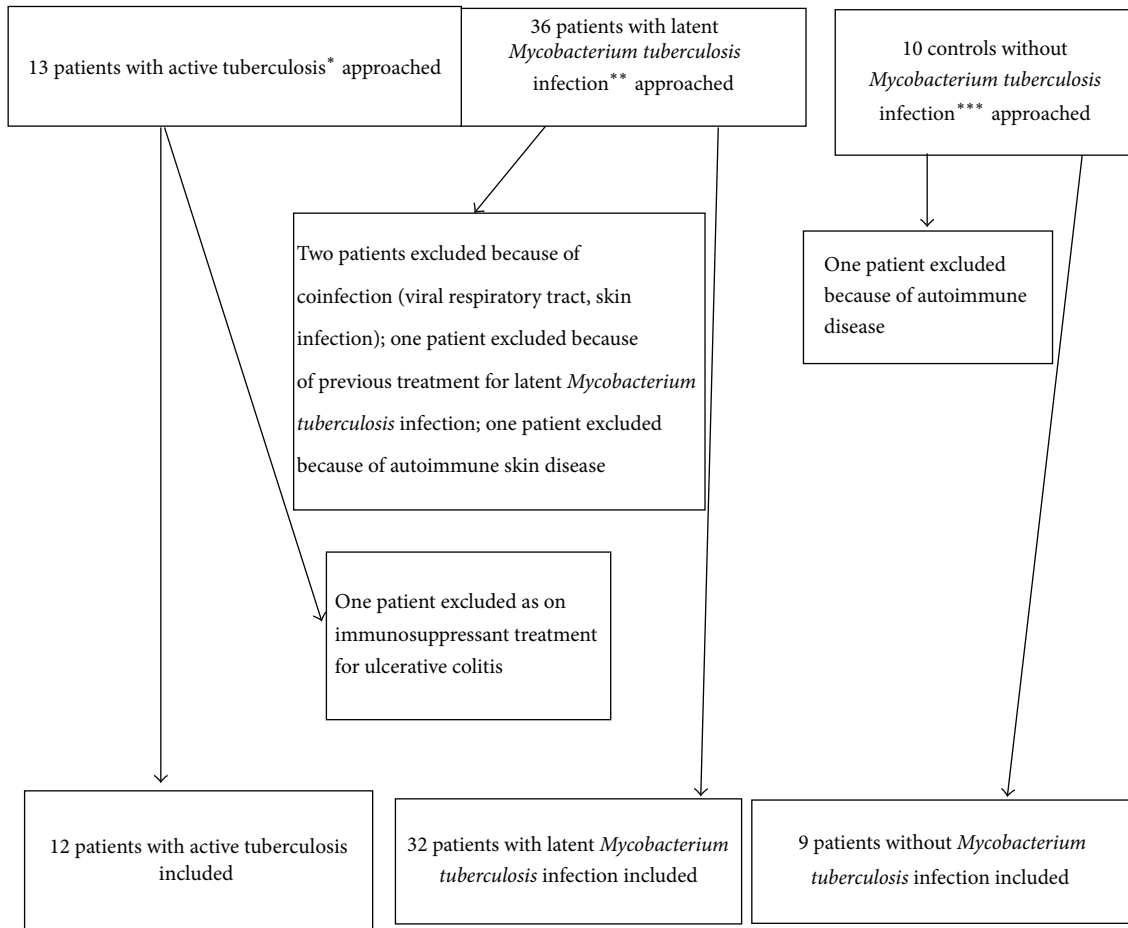 13 patients with active tuberculosis* approached
36 patients with latent
Mycobacterium tuberculosis
infection** approached
10 controls without
Mycobacterium tuberculosis
infection*** approached
Two patients excluded because of
coinfection (viral respiratory tract, skin
infection); one patient excluded because
of previous treatment for latent Mycobacterium
tuberculosis infection; one patient excluded
because of autoimmune skin disease
One patient excluded
because of autoimmune
disease
One patient excluded as on
immunosuppressant treatment
for ulcerative colitis
12 patients with active tuberculosis
included
32 patients with latent Mycobacterium
tuberculosis infection included
9 patients without Mycobacterium
tuberculosis infection included